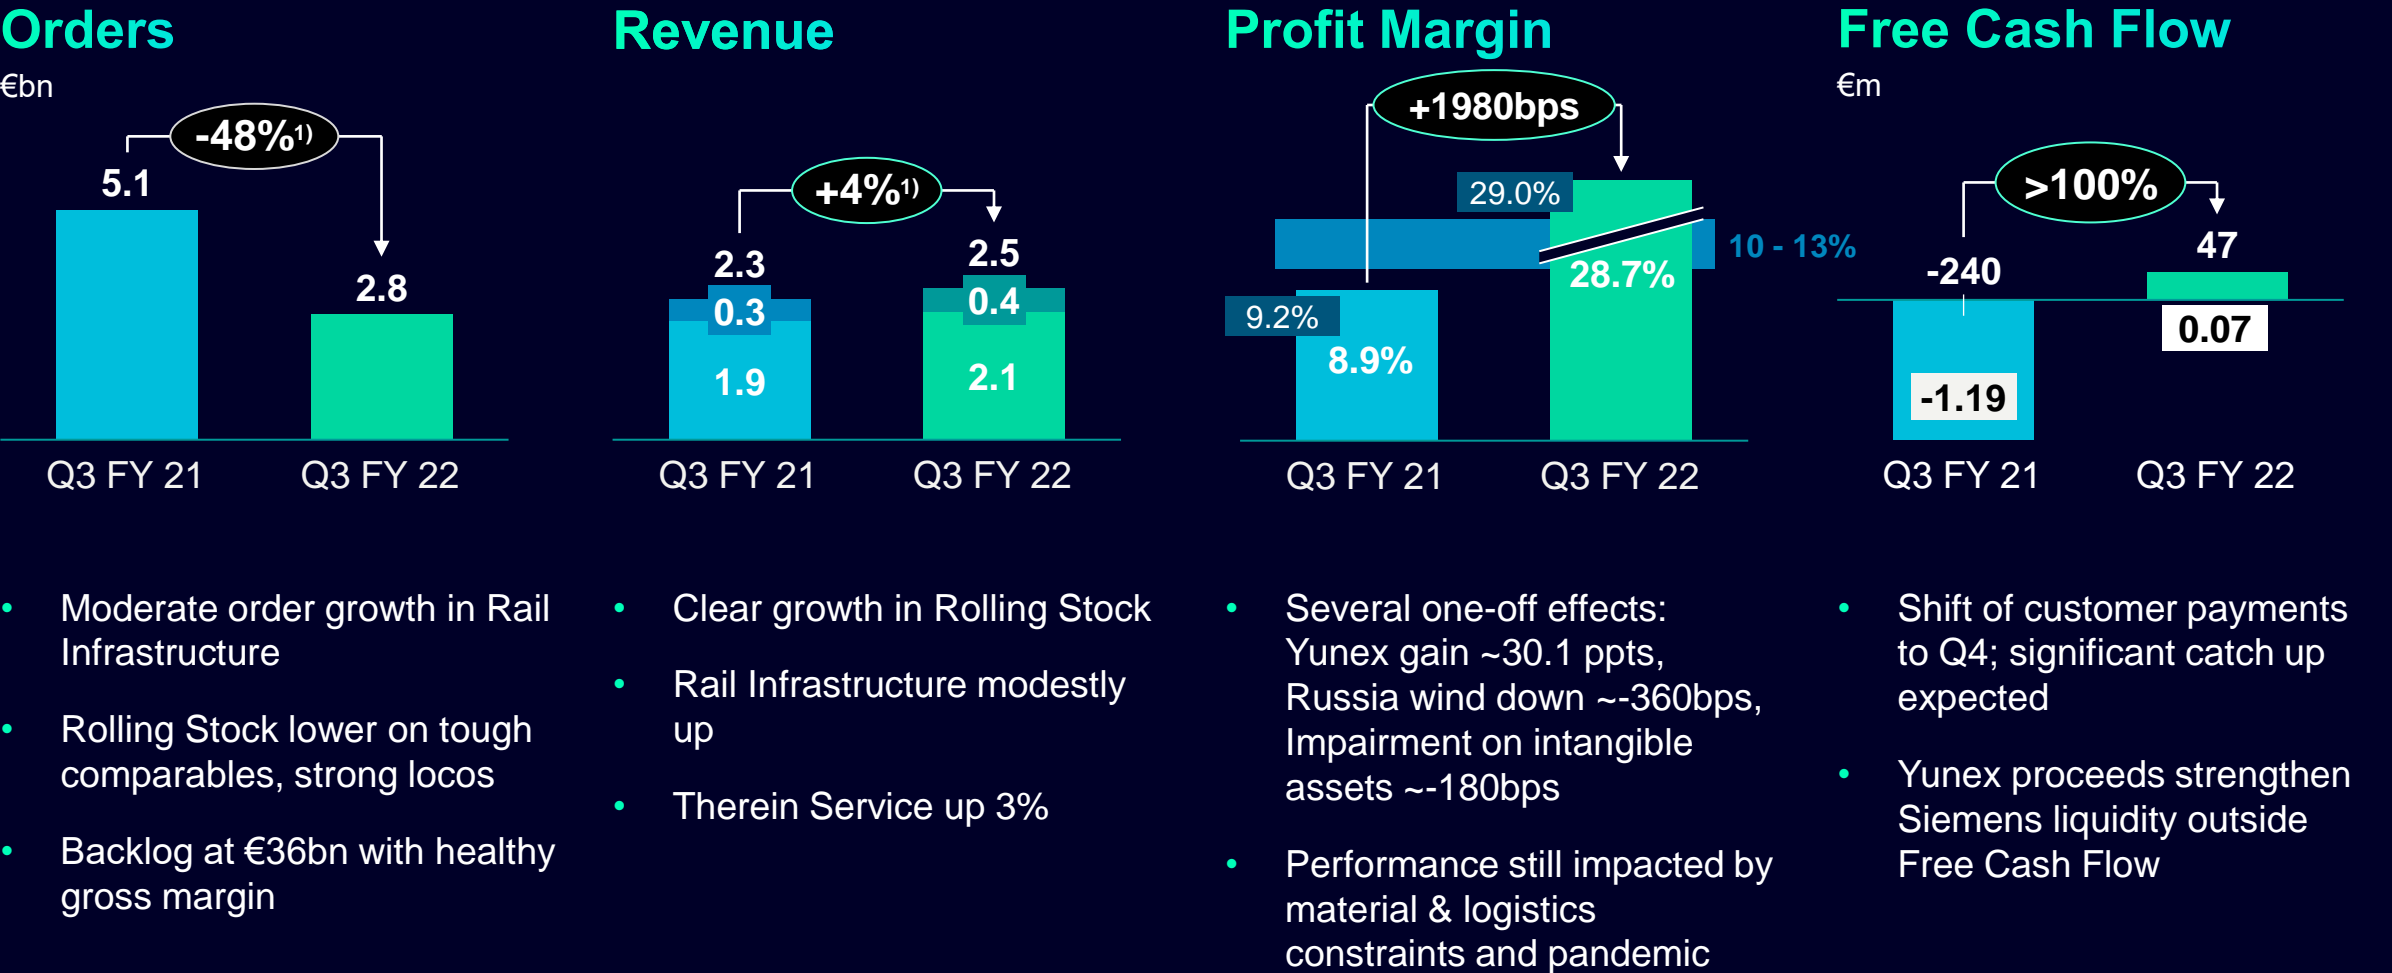 Orders
€bn
-48%1)
5.1
2.8
Q3 FY 21
Q3 FY 22
• Moderate order growth in Rail
Infrastructure
• Rolling Stock lower on tough
comparables, strong locos
• Backlog at €36bn with healthy
gross margin
Revenue
+4%1)
2.3
0.3
1.9
2.5
0.4
2.1
Q3 FY 21
Q3 FY 22
• Clear growth in Rolling Stock
• Rail Infrastructure modestly
up
• Therein Service up 3%
Profit Margin
+1980bps
29.0%
10 - 13%
28.7%
9.2%
8.9%
Q3 FY 21
Q3 FY 22
• Several one-off effects:
Yunex gain ~30.1 ppts,
Russia wind down ~-360bps,
Impairment on intangible
assets ~-180bps
• Performance still impacted by
material & logistics
constraints and pandemic
Free Cash Flow
€m
>100%
-240
47
0.07
-1.19
Q3 FY 21
Q3 FY 22
• Shift of customer payments
to Q4; significant catch up
expected
• Yunex proceeds strengthen
Siemens liquidity outside
Free Cash Flow